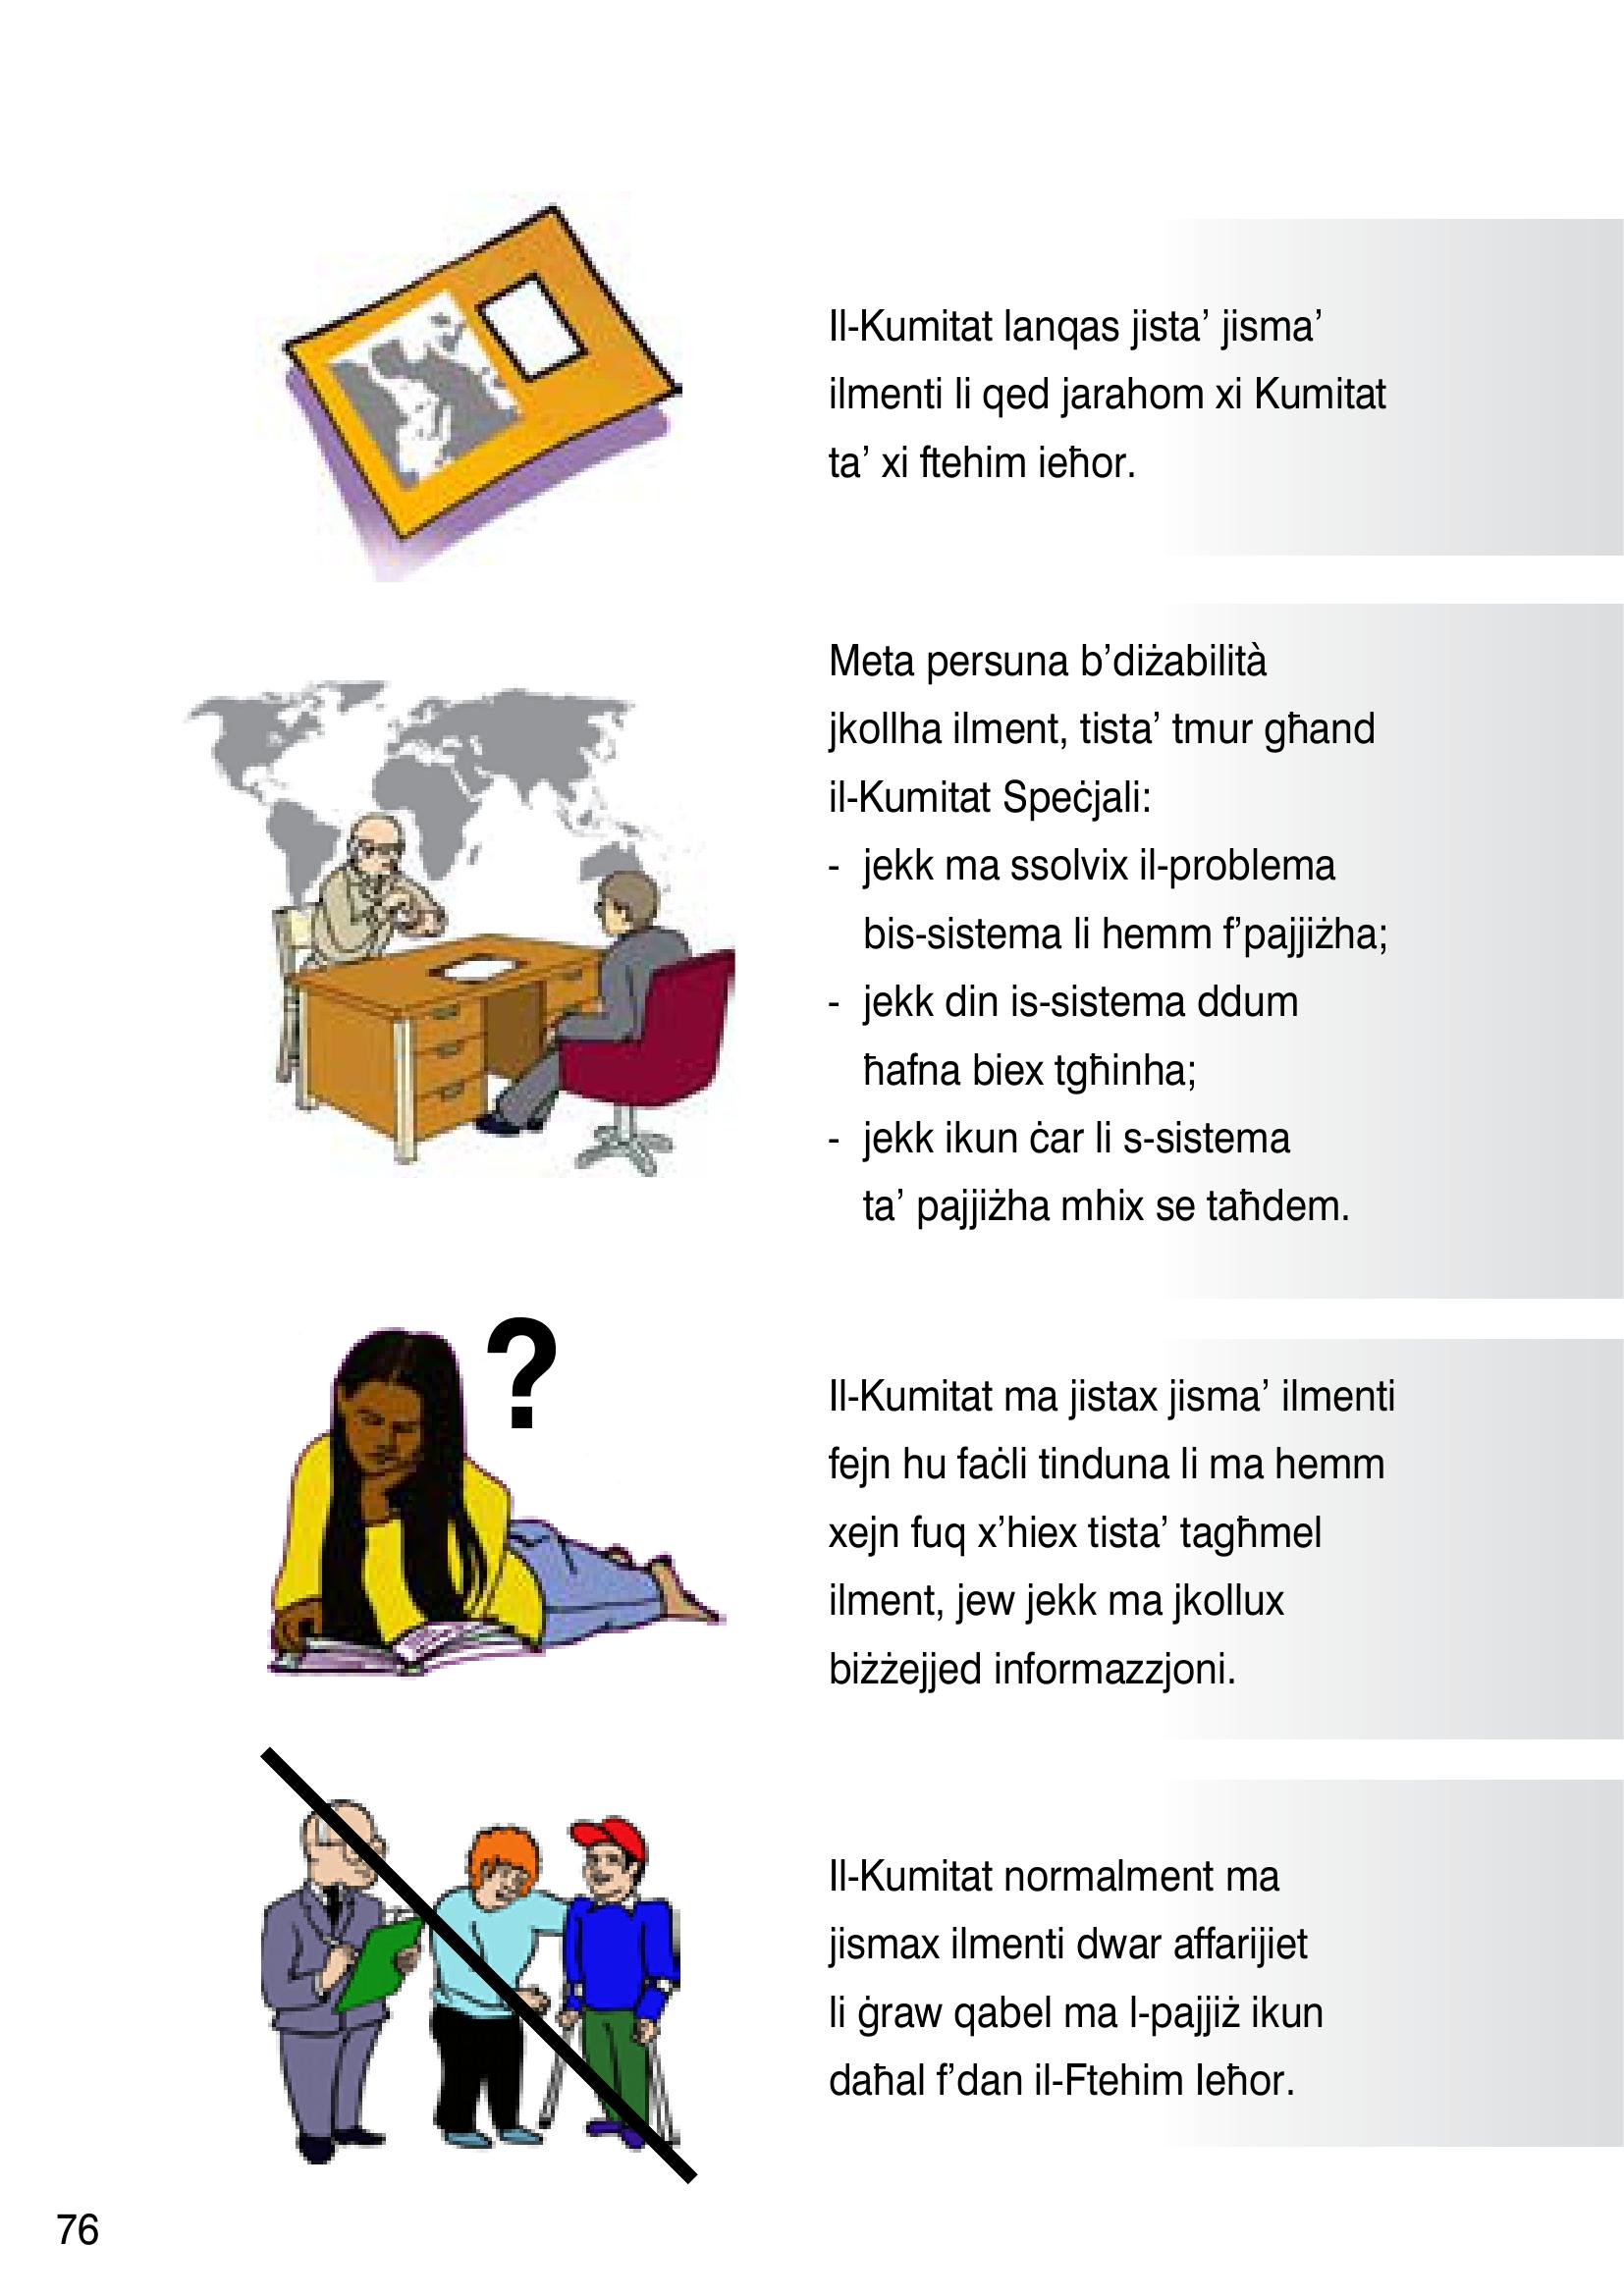 Il-Kumitat lanqas jista’ jisma’
ilmenti li qed jarahom xi Kumitat
ta’ xi ftehim ieħor.
Meta persuna b’diżabilità
jkollha ilment, tista’ tmur għand
il-Kumitat Speċjali:
- jekk ma ssolvix il-problema
bis-sistema li hemm f’pajjiżha;
- jekk din is-sistema ddum
ħafna biex tgħinha;
- jekk ikun ċar li s-sistema
ta’ pajjiżha mhix se taħdem.
?
Il-Kumitat ma jistax jisma’ ilmenti
fejn hu faċli tinduna li ma hemm
xejn fuq x’hiex tista’ tagħmel
ilment, jew jekk ma jkollux
biżżejjed informazzjoni.
Il-Kumitat normalment ma
jismax ilmenti dwar affarijiet
li ġraw qabel ma l-pajjiż ikun
daħal f’dan il-Ftehim Ieħor.
76